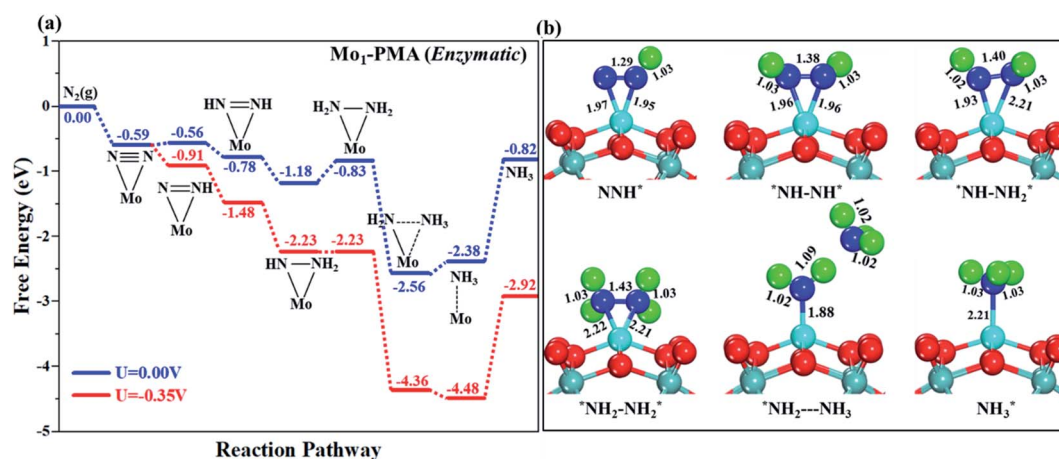 (a)
Mo₁-PMA (Enzymatic)
Free Energy (eV)
1
0
-1
-2
-3
-4
-5
N₂(g)
0.00
-0.59
-0.56
-0.78
-1.18
-0.83
-2.56
-2.38
-0.82
NH₃
-0.91
-1.48
-2.23
-2.23
-4.36
-4.48
-2.92
N≡N
Mo
N=NH
Mo
HN=NH
Mo
HN-NH₂
Mo
H₂N-NH₂
Mo
H₂N---NH₃
Mo
NH₃
Mo
U=0.00V
U=-0.35V
Reaction Pathway
(b)
1.29
1.03
1.97 1.95
NNH*
1.38
1.03 1.03
1.96 1.96
*NH-NH*
1.40
1.02 1.03
1.93 2.21
*NH-NH₂*
1.43
1.03 1.03
2.22 2.21
*NH₂-NH₂*
1.02
1.02
1.09
1.02
1.88
*NH₂---NH₃
1.03 1.03
2.21
NH₃*